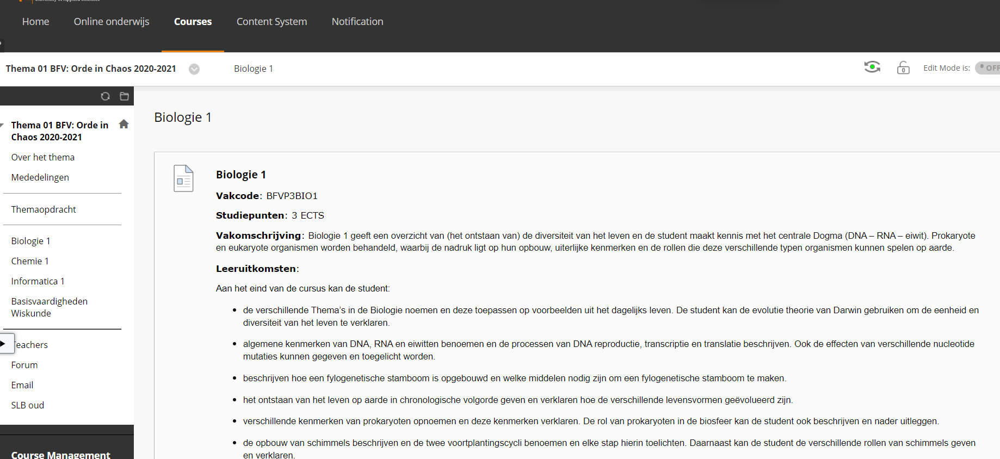 University of Applied Sciences
Home Online onderwijs Courses Content System Notification
Thema 01 BFV: Orde in Chaos 2020-2021 Biologie 1 0 Edit Mode is: OFF
Thema 01 BFV: Orde in
Chaos 2020-2021
Over het thema
Mededelingen
Themaopdracht
Biologie 1
Chemie 1
Informatica 1
Basisvaardigheden
Wiskunde
Teachers
Forum
Email
SLB oud
Course Management
Biologie 1
Biologie 1
Vakcode: BFVP3BIO1
Studiepunten: 3 ECTS
Vakomschrijving: Biologie 1 geeft een overzicht van (het ontstaan van) de diversiteit van het leven en de student maakt kennis met het centrale Dogma (DNA – RNA – eiwit). Prokaryote
en eukaryote organismen worden behandeld, waarbij de nadruk ligt op hun opbouw, uiterlijke kenmerken en de rollen die deze verschillende typen organismen kunnen spelen op aarde.
Leeruitkomsten:
Aan het eind van de cursus kan de student:
• de verschillende Thema's in de Biologie noemen en deze toepassen op voorbeelden uit het dagelijks leven. De student kan de evolutie theorie van Darwin gebruiken om de eenheid en
diversiteit van het leven te verklaren.
• algemene kenmerken van DNA, RNA en eiwitten benoemen en de processen van DNA reproductie, transcriptie en translatie beschrijven. Ook de effecten van verschillende nucleotide
mutaties kunnen gegeven en toegelicht worden.
• beschrijven hoe een fylogenetische stamboom is opgebouwd en welke middelen nodig zijn om een fylogenetische stamboom te maken.
• het ontstaan van het leven op aarde in chronologische volgorde geven en verklaren hoe de verschillende levensvormen geëvolueerd zijn.
• verschillende kenmerken van prokaryoten opnoemen en deze kenmerken verklaren. De rol van prokaryoten in de biosfeer kan de student ook beschrijven en nader uitleggen.
• de opbouw van schimmels beschrijven en de twee voortplantingscycli benoemen en elke stap hierin toelichten. Daarnaast kan de student de verschillende rollen van schimmels geven
en verklaren.